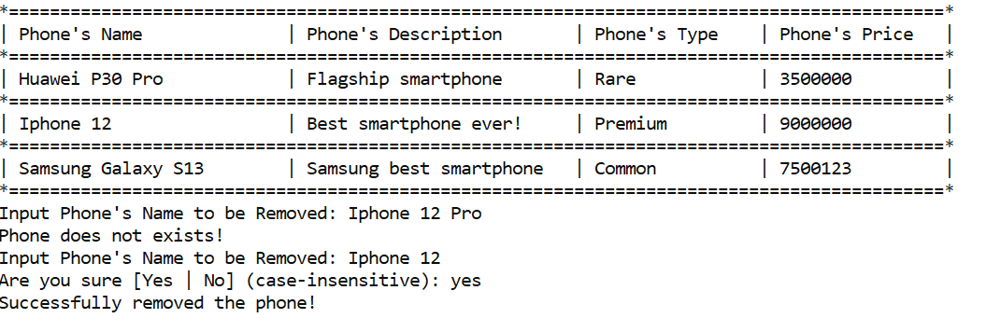 *==========================================================================================*
| Phone's Name              | Phone's Description      | Phone's Type    | Phone's Price   |
*==========================================================================================*
| Huawei P30 Pro            | Flagship smartphone      | Rare            | 3500000         |
*==========================================================================================*
| Iphone 12                 | Best smartphone ever!    | Premium         | 9000000         |
*==========================================================================================*
| Samsung Galaxy S13        | Samsung best smartphone  | Common          | 7500123         |
*==========================================================================================*
Input Phone's Name to be Removed: Iphone 12 Pro
Phone does not exists!
Input Phone's Name to be Removed: Iphone 12
Are you sure [Yes | No] (case-insensitive): yes
Successfully removed the phone!